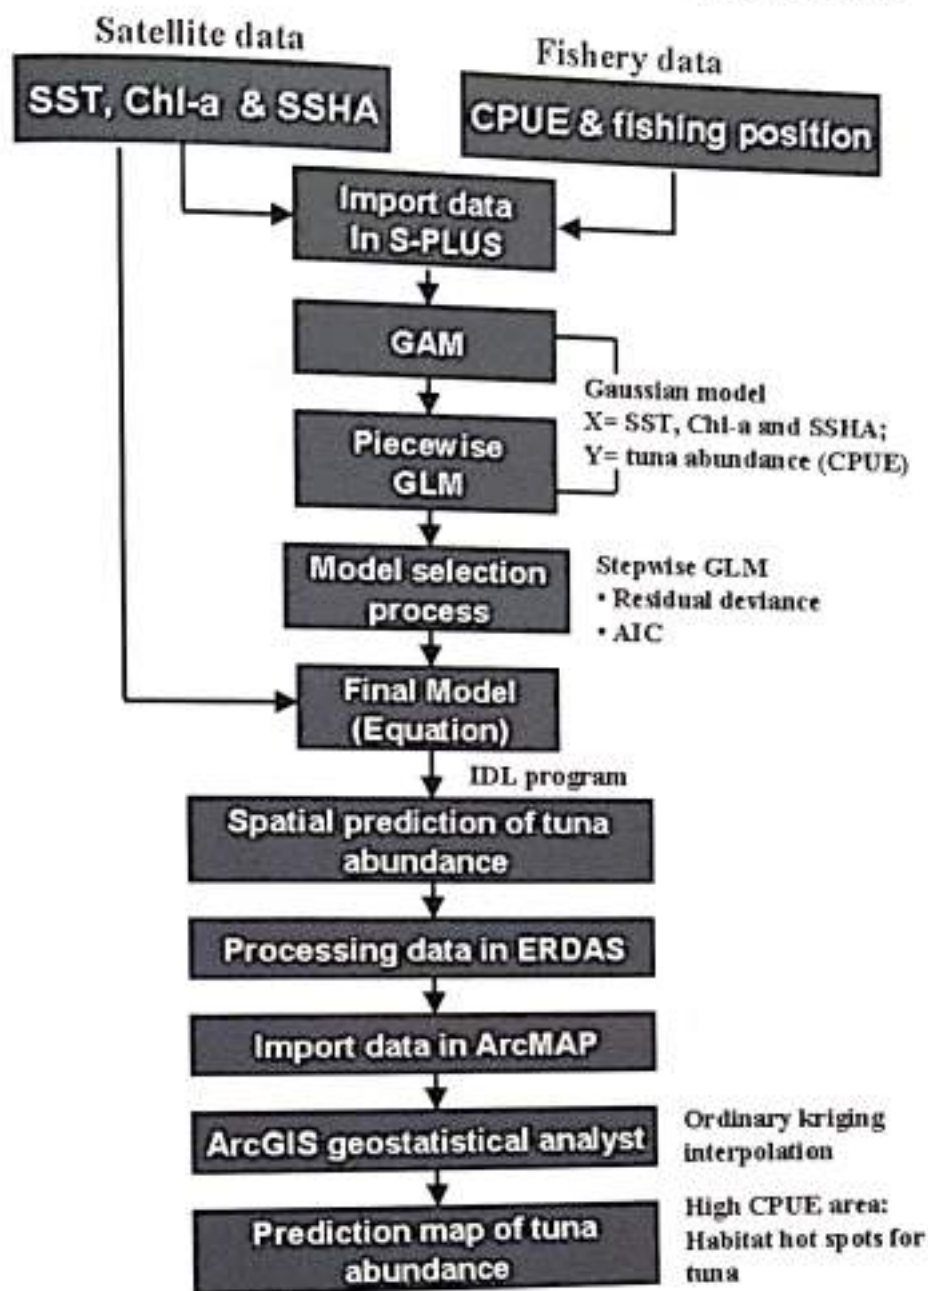 Satellite data
Fishery data
SST, Chl-a & SSHA
CPUE & fishing position
Import data
In S-PLUS
GAM
Gaussian model
X= SST, Chl-a and SSHA;
Y= tuna abundance (CPUE)
Piecewise
GLM
Model selection
process
Stepwise GLM
• Residual deviance
• AIC
Final Model
(Equation)
IDL program
Spatial prediction of tuna
abundance
Processing data in ERDAS
Import data in ArcMAP
ArcGIS geostatistical analyst
Ordinary kriging
interpolation
Prediction map of tuna
abundance
High CPUE area:
Habitat hot spots for
tuna